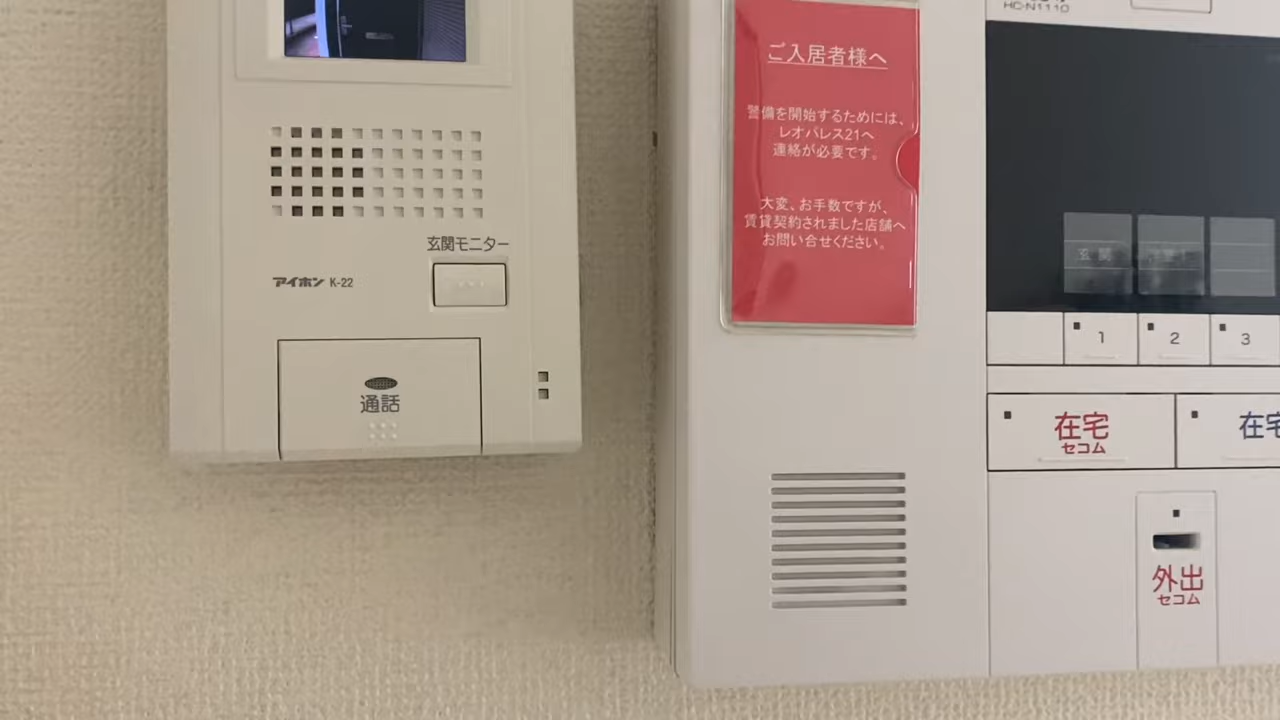 玄関モニター
アイホン K-22
通話
ご入居者様へ
警備を開始するためには、
レオパレス21へ
連絡が必要です。
大変、お手数ですが、
賃貸契約されました店舗へ
お問い合せください。
HC-N1110
玄関
1
2
3
在宅
セコム
在宅
外出
セコム